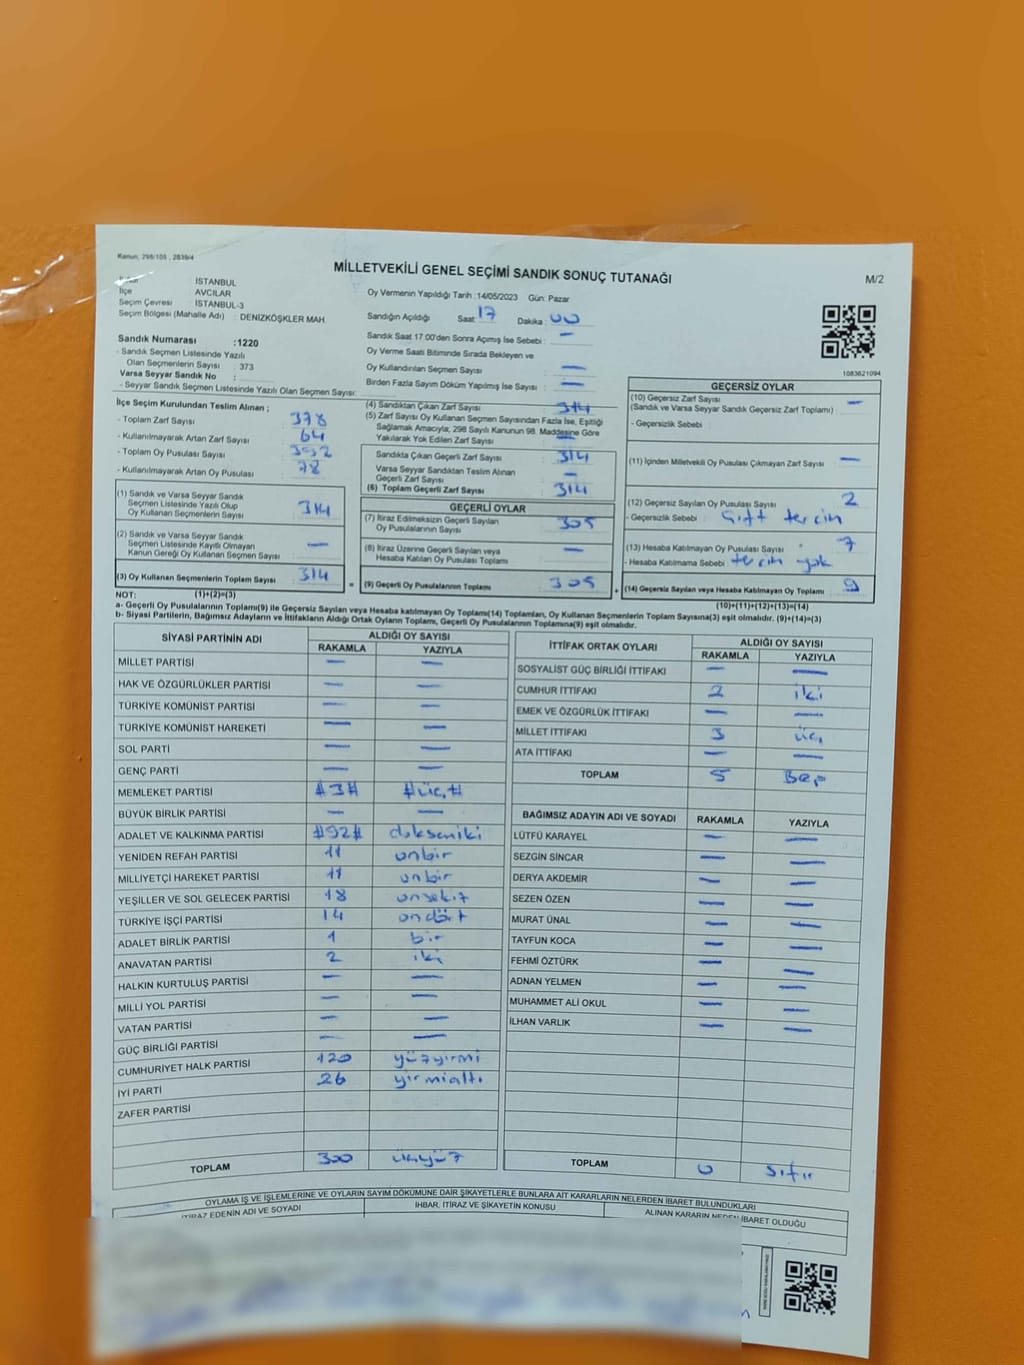 Kanun, 298/105 , 2839/4
MİLLETVEKİLİ GENEL SEÇİMİ SANDIK SONUÇ TUTANAĞI
M/2
İSTANBUL
İlçe AVCILAR
Seçim Çevresi : İSTANBUL-3
Seçim Bölgesi (Mahalle Adı) : DENİZKÖŞKLER MAH.
Oy Vermenin Yapıldığı Tarih :14/05/2023 Gün: Pazar
Sandığın Açıldığı Saat: 17 Dakika : 00
Sandık Saat 17:00'den Sonra Açımış İse Sebebi : —
Oy Verme Saati Bitiminde Sırada Bekleyen ve
Oy Kullandırılan Seçmen Sayısı —
Birden Fazla Sayım Döküm Yapılmış İse Sayısı : —
Sandık Numarası :1220
- Sandık Seçmen Listesinde Yazılı
Olan Seçmenlerin Sayısı : 373
Varsa Seyyar Sandık No :
- Seyyar Sandık Seçmen Listesinde Yazılı Olan Seçmen Sayısı:
1083621094
İlçe Seçim Kurulundan Teslim Alınan ;
- Toplam Zarf Sayısı : 378
- Kullanılmayarak Artan Zarf Sayısı : 64
- Toplam Oy Pusulası Sayısı :
- Kullanılmayarak Artan Oy Pusulası : 78
(1) Sandık ve Varsa Seyyar Sandık
Seçmen Listesinde Yazılı Olup
Oy Kullanan Seçmenlerin Sayısı : 314
(2) Sandık ve Varsa Seyyar Sandık
Seçmen Listesinde Kayıtlı Olmayan
Kanun Gereği Oy Kullanan Seçmen Sayısı : —
(3) Oy Kullanan Seçmenlerin Toplam Sayısı : 314
(4) Sandıktan Çıkan Zarf Sayısı : 314
(5) Zarf Sayısı Oy Kullanan Seçmen Sayısından Fazla İse, Eşitliği
Sağlamak Amacıyla, 298 Sayılı Kanunun 98. Maddesine Göre
Yakılarak Yok Edilen Zarf Sayısı : —
Sandıkta Çıkan Geçerli Zarf Sayısı : 314
Varsa Seyyar Sandıktan Teslim Alınan
Geçerli Zarf Sayısı : —
(6) Toplam Geçerli Zarf Sayısı : 314
GEÇERLİ OYLAR
(7) İtiraz Edilmeksizin Geçerli Sayılan
Oy Pusulalarının Sayısı : 305
(8) İtiraz Üzerine Geçerli Sayılan veya
Hesaba Katılan Oy Pusulası Toplamı : —
= (9) Geçerli Oy Pusulalarının Toplamı : 305
GEÇERSİZ OYLAR
(10) Geçersiz Zarf Sayısı
(Sandık ve Varsa Seyyar Sandık Geçersiz Zarf Toplamı) : —
- Geçersizlik Sebebi :
(11) İçinden Milletvekili Oy Pusulası Çıkmayan Zarf Sayısı : —
(12) Geçersiz Sayılan Oy Pusulası Sayısı : 2
- Geçersizlik Sebebi : Çift tercih
(13) Hesaba Katılmayan Oy Pusulası Sayısı : 7
- Hesaba Katılmama Sebebi : tercih yok
+ (14) Geçersiz Sayılan veya Hesaba Katılmayan Oy Toplamı : 9
NOT: (1)+(2)=(3)
(10)+(11)+(12)+(13)=(14)
a- Geçerli Oy Pusulalarının Toplamı(9) ile Geçersiz Sayılan veya Hesaba katılmayan Oy Toplamı(14) Toplamları, Oy Kullanan Seçmenlerin Toplam Sayısına(3) eşit olmalıdır. (9)+(14)=(3)
b- Siyasi Partilerin, Bağımsız Adayların ve İttifakların Aldığı Ortak Oyların Toplamı, Geçerli Oy Pusulalarının Toplamına(9) eşit olmalıdır.
SİYASİ PARTİNİN ADI ALDIĞI OY SAYISI
RAKAMLA YAZIYLA
MİLLET PARTİSİ — —
HAK VE ÖZGÜRLÜKLER PARTİSİ — —
TÜRKİYE KOMÜNİST PARTİSİ — —
TÜRKİYE KOMÜNİST HAREKETİ — —
SOL PARTİ — —
GENÇ PARTİ — —
MEMLEKET PARTİSİ #3# #üç#
BÜYÜK BİRLİK PARTİSİ — —
ADALET VE KALKINMA PARTİSİ #92# dokseniki
YENİDEN REFAH PARTİSİ 11 onbir
MİLLİYETÇİ HAREKET PARTİSİ 11 onbir
YEŞİLLER VE SOL GELECEK PARTİSİ 18 onsekiz
TÜRKİYE İŞÇİ PARTİSİ 14 ondört
ADALET BİRLİK PARTİSİ 1 bir
ANAVATAN PARTİSİ 2 iki
HALKIN KURTULUŞ PARTİSİ — —
MİLLİ YOL PARTİSİ — —
VATAN PARTİSİ — —
GÜÇ BİRLİĞİ PARTİSİ — —
CUMHURİYET HALK PARTİSİ 120 yüzyirmi
İYİ PARTİ 26 yirmialtı
ZAFER PARTİSİ
TOPLAM 300 üçyüz
İTTİFAK ORTAK OYLARI ALDIĞI OY SAYISI
RAKAMLA YAZIYLA
SOSYALİST GÜÇ BİRLİĞİ İTTİFAKI — —
CUMHUR İTTİFAKI 2 iki
EMEK VE ÖZGÜRLÜK İTTİFAKI — —
MİLLET İTTİFAKI 3 üç
ATA İTTİFAKI — —
TOPLAM 5 Beş
BAĞIMSIZ ADAYIN ADI VE SOYADI RAKAMLA YAZIYLA
LÜTFÜ KARAYEL — —
SEZGİN SİNCAR — —
DERYA AKDEMİR — —
SEZEN ÖZEN — —
MURAT ÜNAL — —
TAYFUN KOCA — —
FEHMİ ÖZTÜRK — —
ADNAN YELMEN — —
MUHAMMET ALİ OKUL — —
İLHAN VARLIK — —
TOPLAM 0 Sıfır
OYLAMA İŞ VE İŞLEMLERİNE VE OYLARIN SAYIM DÖKÜMÜNE DAİR ŞİKAYETLERLE BUNLARA AİT KARARLARIN NELERDEN İBARET BULUNDUKLARI
İTİRAZ EDENİN ADI VE SOYADI İHBAR, İTİRAZ VE ŞİKAYETİN KONUSU ALINAN KARARIN NEDEN İBARET OLDUĞU